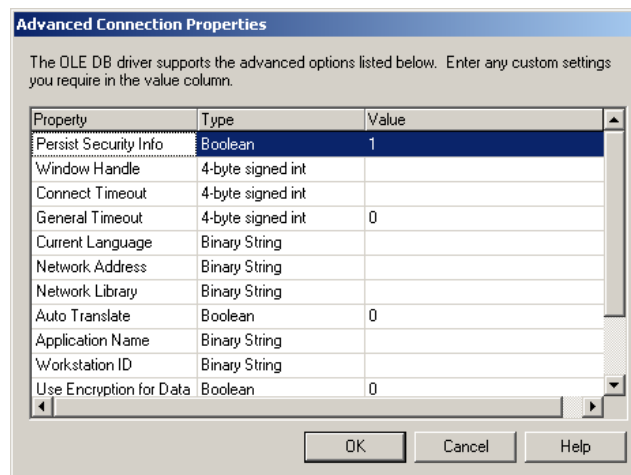 Advanced Connection Properties
The OLE DB driver supports the advanced options listed below. Enter any custom settings
you require in the value column.
Property Type Value
Persist Security Info Boolean 1
Window Handle 4-byte signed int
Connect Timeout 4-byte signed int
General Timeout 4-byte signed int 0
Current Language Binary String
Network Address Binary String
Network Library Binary String
Auto Translate Boolean 0
Application Name Binary String
Workstation ID Binary String
Use Encryption for Data Boolean 0
OK Cancel Help